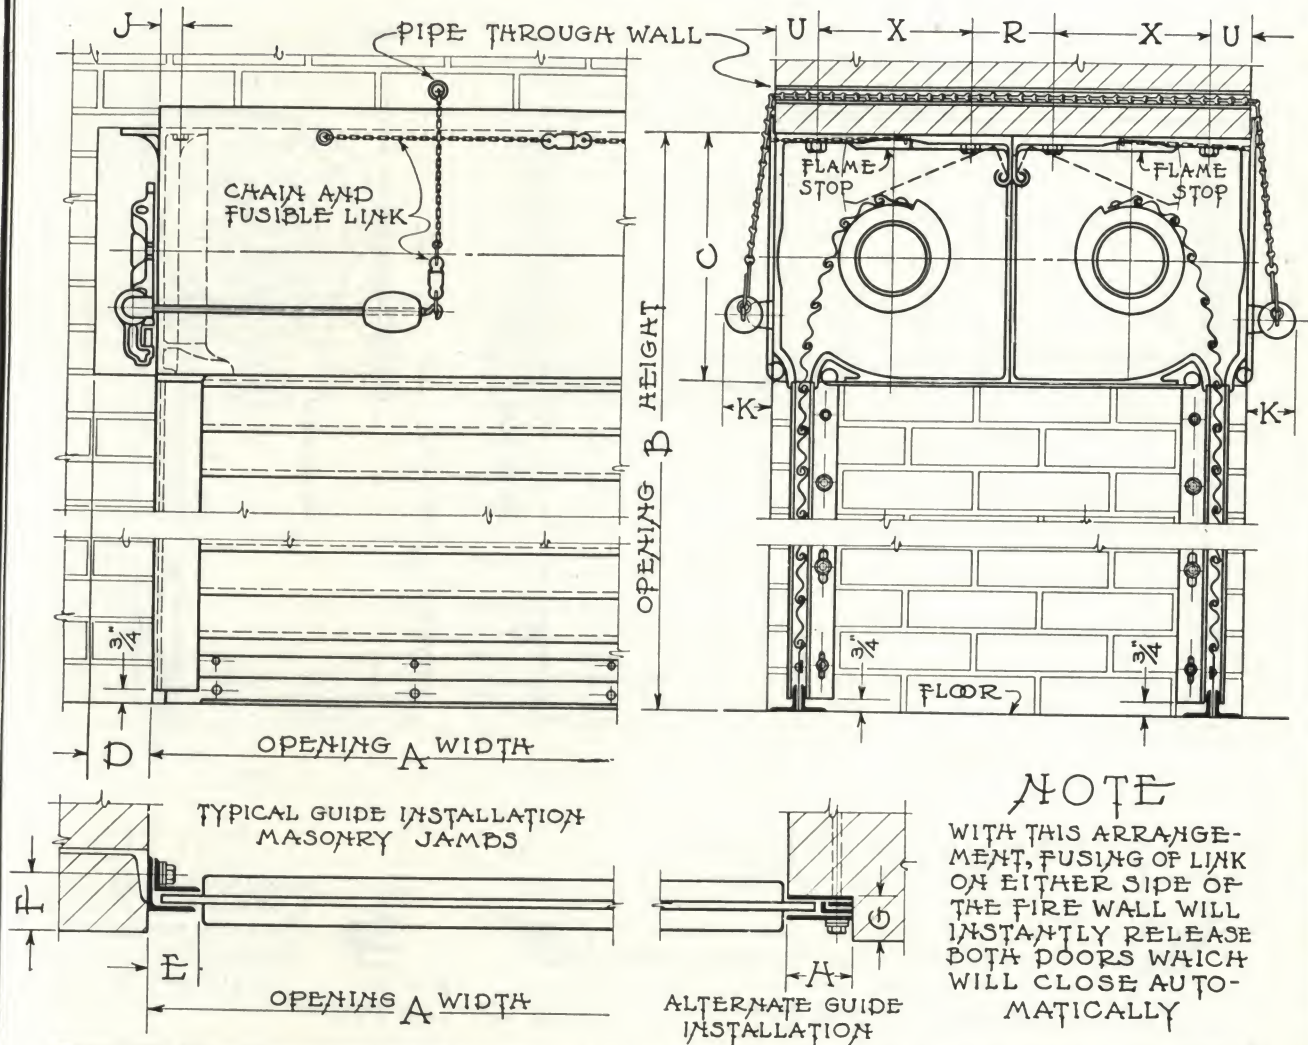 J
PIPE THROUGH WALL
U X R X U
CHAIN AND
FUSIBLE LINK
FLAME
STOP
FLAME
STOP
C
OPENING B HEIGHT
K
K
3/4"
3/4"
3/4"
FLOOR
D
OPENING A WIDTH
TYPICAL GUIDE INSTALLATION
MASONRY JAMBS
F
E
OPENING A WIDTH
G
H
ALTERNATE GUIDE
INSTALLATION
NOTE
WITH THIS ARRANGE-
MENT, FUSING OF LINK
ON EITHER SIDE OF
THE FIRE WALL WILL
INSTANTLY RELEASE
BOTH DOORS WHICH
WILL CLOSE AUTO-
MATICALLY